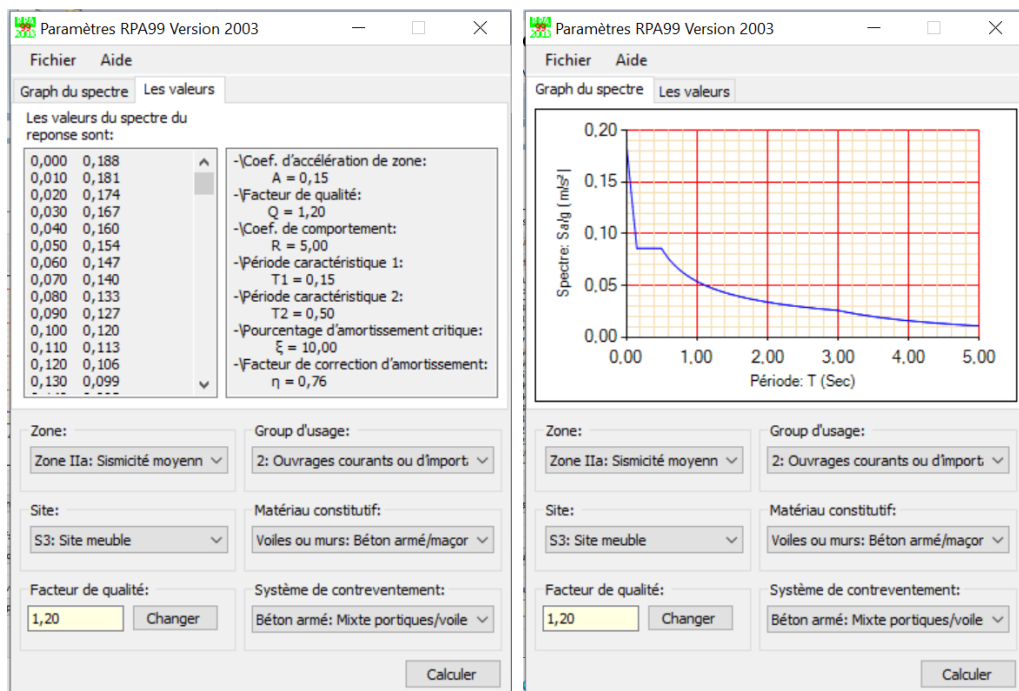 Paramètres RPA99 Version 2003
Fichier Aide
Graph du spectre Les valeurs
Les valeurs du spectre du
reponse sont:
0,000 0,188
0,010 0,181
0,020 0,174
0,030 0,167
0,040 0,160
0,050 0,154
0,060 0,147
0,070 0,140
0,080 0,133
0,090 0,127
0,100 0,120
0,110 0,113
0,120 0,106
0,130 0,099
-\Coef. d'accélération de zone:
A = 0,15
-\Facteur de qualité:
Q = 1,20
-\Coef. de comportement:
R = 5,00
-\Période caractéristique 1:
T1 = 0,15
-\Période caractéristique 2:
T2 = 0,50
-\Pourcentage d'amortissement critique:
ξ = 10,00
-\Facteur de correction d'amortissement:
η = 0,76
Zone:
Zone IIa: Sismicité moyenn
Group d'usage:
2: Ouvrages courants ou d'import
Site:
S3: Site meuble
Matériau constitutif:
Voiles ou murs: Béton armé/maçor
Facteur de qualité:
1,20 Changer
Système de contreventement:
Béton armé: Mixte portiques/voile
Calculer
Paramètres RPA99 Version 2003
Fichier Aide
Graph du spectre Les valeurs
Spectre: Sa/g [m/s²]
0,20
0,15
0,10
0,05
0,00
0,00 1,00 2,00 3,00 4,00 5,00
Période: T (Sec)
Zone:
Zone IIa: Sismicité moyenn
Group d'usage:
2: Ouvrages courants ou d'import
Site:
S3: Site meuble
Matériau constitutif:
Voiles ou murs: Béton armé/maçor
Facteur de qualité:
1,20 Changer
Système de contreventement:
Béton armé: Mixte portiques/voile
Calculer